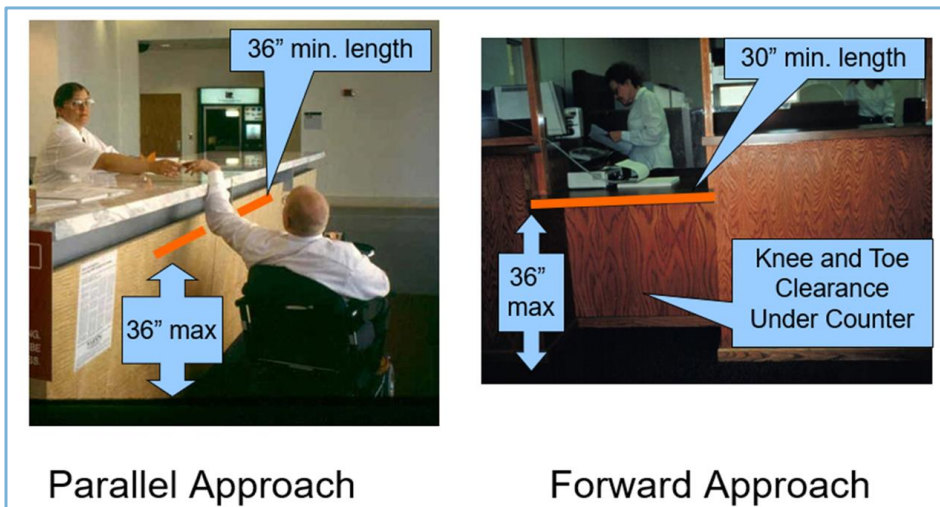 36” min. length
36” max
30” min. length
36”
max
Knee and Toe
Clearance
Under Counter
Parallel Approach
Forward Approach